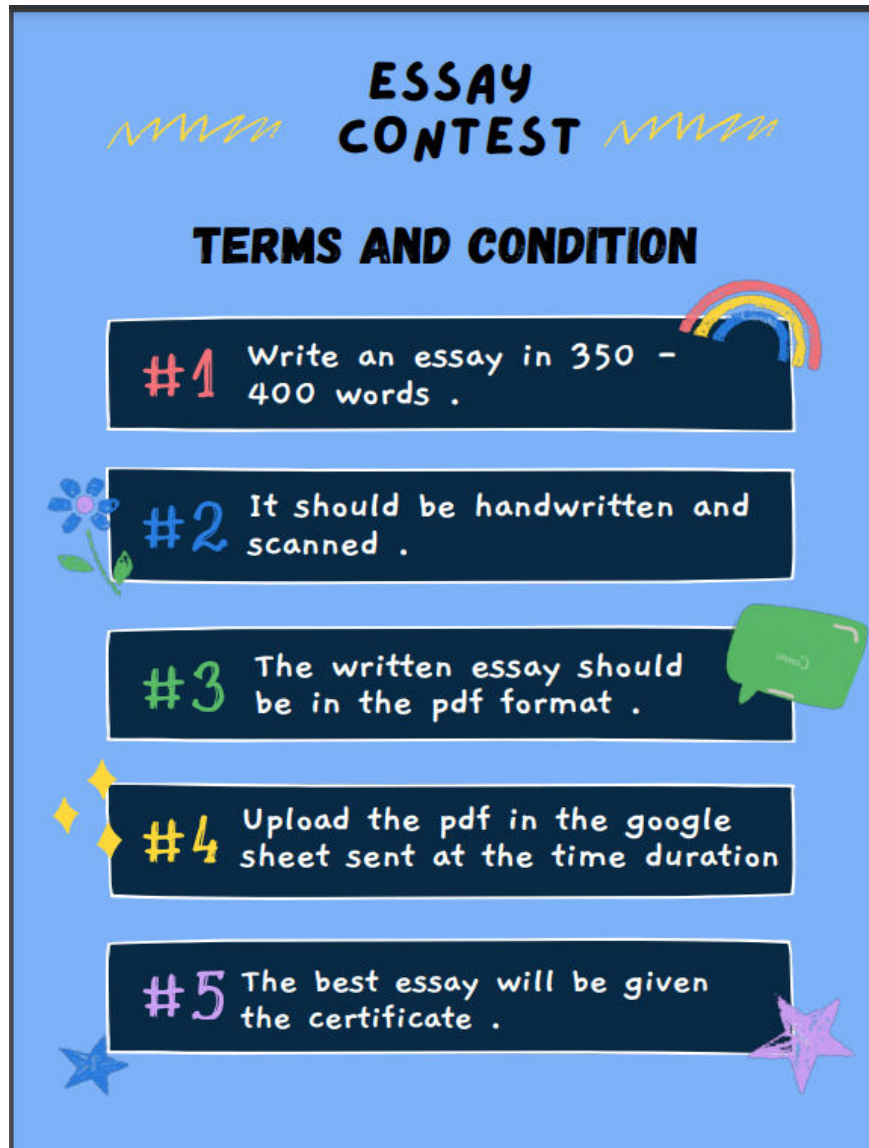 ESSAY
CONTEST
TERMS AND CONDITION
#1 Write an essay in 350 -
400 words .
#2 It should be handwritten and
scanned .
#3 The written essay should
be in the pdf format .
Canva
#4 Upload the pdf in the google
sheet sent at the time duration
#5 The best essay will be given
the certificate .